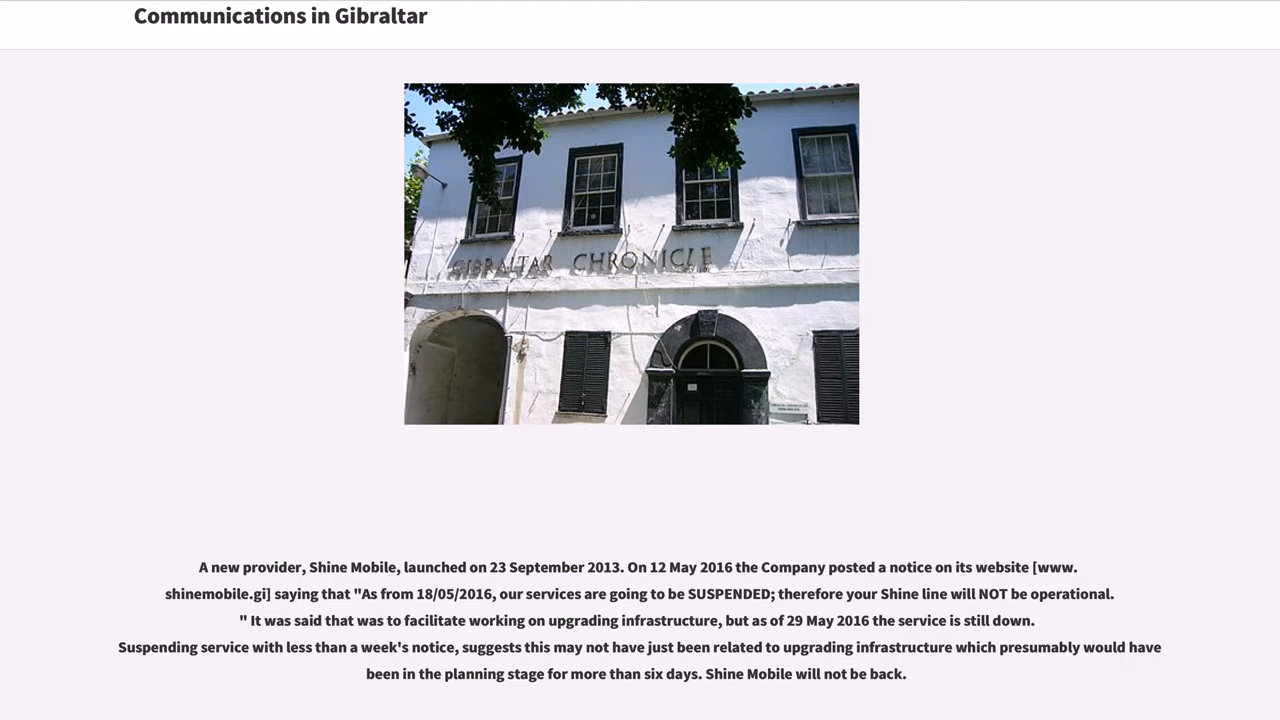 Communications in Gibraltar
GIBRALTAR CHRONICLE
A new provider, Shine Mobile, launched on 23 September 2013. On 12 May 2016 the Company posted a notice on its website [www.
shinemobile.gi] saying that "As from 18/05/2016, our services are going to be SUSPENDED; therefore your Shine line will NOT be operational.
" It was said that was to facilitate working on upgrading infrastructure, but as of 29 May 2016 the service is still down.
Suspending service with less than a week's notice, suggests this may not have just been related to upgrading infrastructure which presumably would have
been in the planning stage for more than six days. Shine Mobile will not be back.